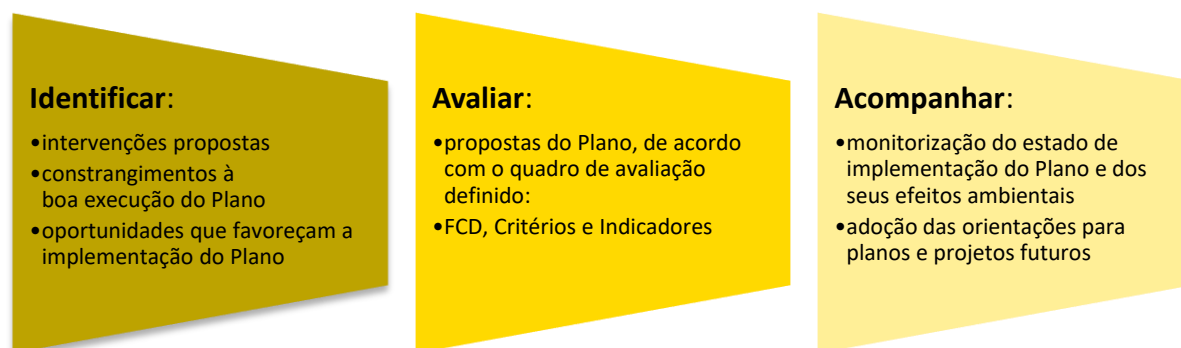 Identificar:
•intervenções propostas
•constrangimentos à
boa execução do Plano
•oportunidades que favoreçam a
implementação do Plano
Avaliar:
•propostas do Plano, de acordo
com o quadro de avaliação
definido:
•FCD, Critérios e Indicadores
Acompanhar:
•monitorização do estado de
implementação do Plano e dos
seus efeitos ambientais
•adoção das orientações para
planos e projetos futuros